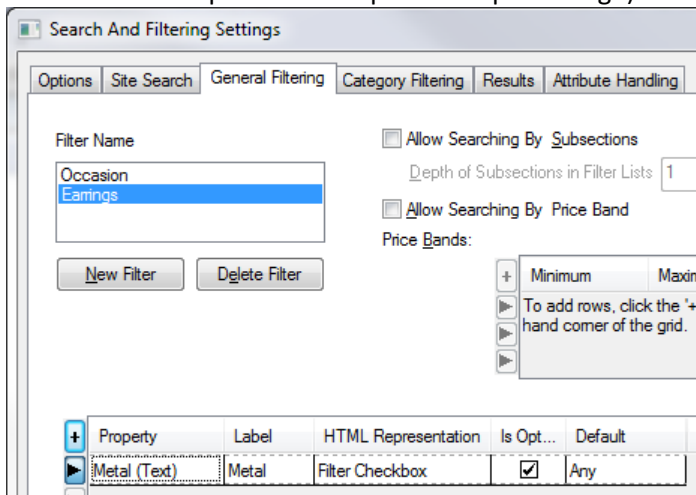 Search And Filtering Settings
Options Site Search General Filtering Category Filtering Results Attribute Handling
Filter Name
Occasion
Earrings
New Filter Delete Filter
Allow Searching By Subsections
Depth of Subsections in Filter Lists 1
Allow Searching By Price Band
Price Bands:
+ Minimum Maxin
To add rows, click the '+
hand corner of the grid.
+ Property Label HTML Representation Is Opt... Default
Metal (Text) Metal Filter Checkbox Any